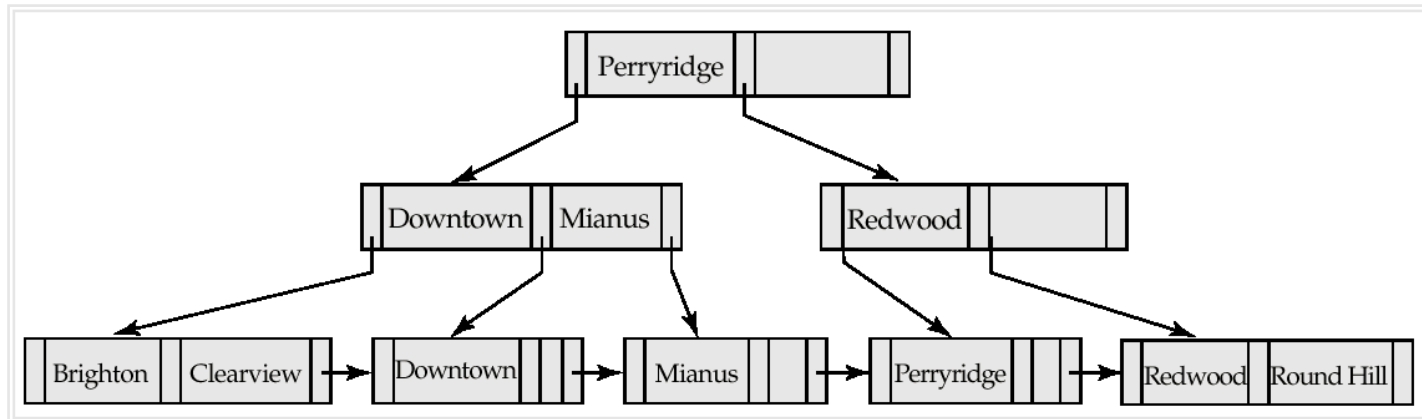 Perryridge
Downtown Mianus Redwood
Brighton Clearview Downtown Mianus Perryridge Redwood Round Hill